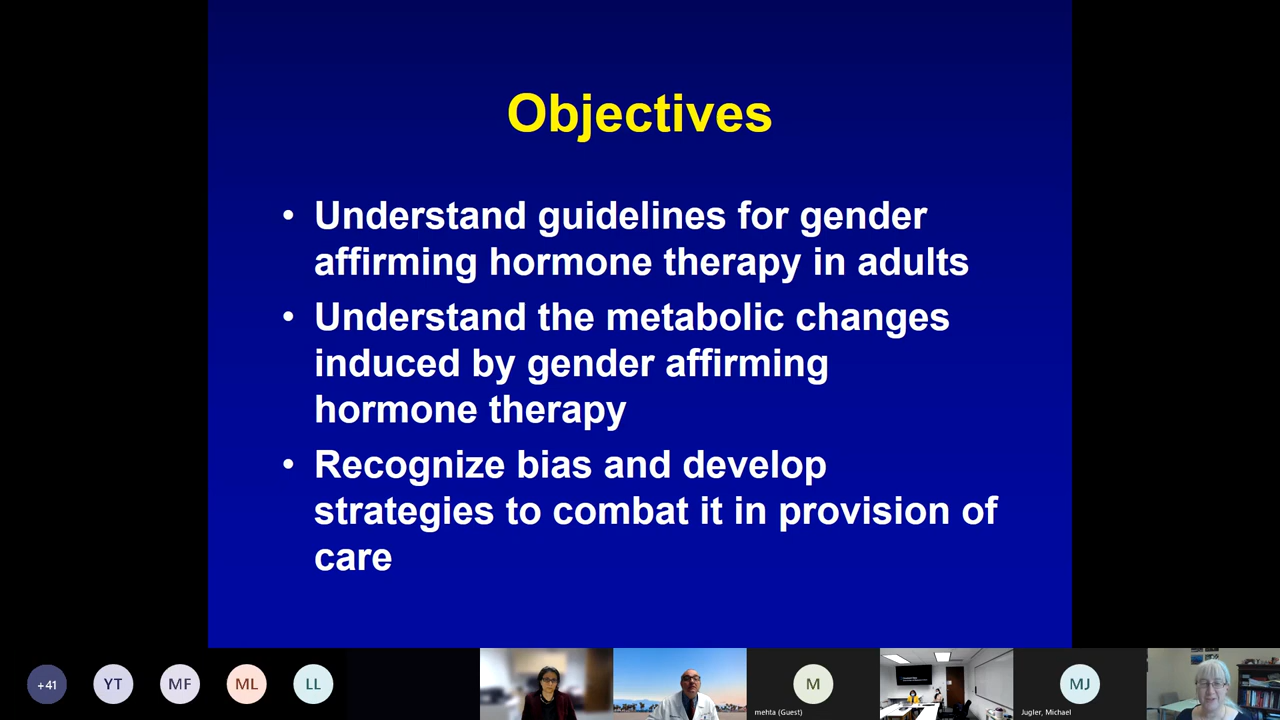 Objectives
• Understand guidelines for gender
affirming hormone therapy in adults
• Understand the metabolic changes
induced by gender affirming
hormone therapy
• Recognize bias and develop
strategies to combat it in provision of
care
+41
YT
MF
ML
LL
M
mehta (Guest)
MJ
Jugler, Michael